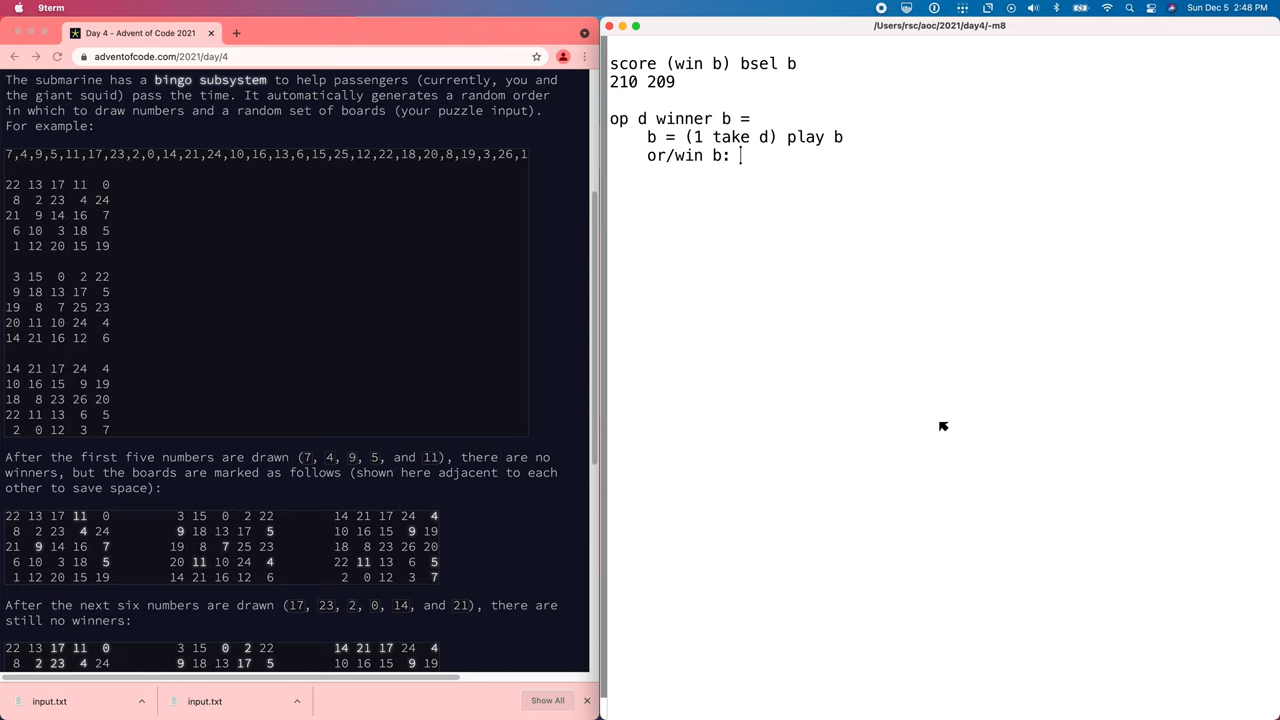 9term
Sun Dec 5 2:48 PM
Day 4 - Advent of Code 2021
adventofcode.com/2021/day/4
The submarine has a bingo subsystem to help passengers (currently, you and
the giant squid) pass the time. It automatically generates a random order
in which to draw numbers and a random set of boards (your puzzle input).
For example:
7,4,9,5,11,17,23,2,0,14,21,24,10,16,13,6,15,25,12,22,18,20,8,19,3,26,1
22 13 17 11 0
8 2 23 4 24
21 9 14 16 7
6 10 3 18 5
1 12 20 15 19
3 15 0 2 22
9 18 13 17 5
19 8 7 25 23
20 11 10 24 4
14 21 16 12 6
14 21 17 24 4
10 16 15 9 19
18 8 23 26 20
22 11 13 6 5
2 0 12 3 7
After the first five numbers are drawn (7, 4, 9, 5, and 11), there are no
winners, but the boards are marked as follows (shown here adjacent to each
other to save space):
22 13 17 11 0 3 15 0 2 22 14 21 17 24 4
8 2 23 4 24 9 18 13 17 5 10 16 15 9 19
21 9 14 16 7 19 8 7 25 23 18 8 23 26 20
6 10 3 18 5 20 11 10 24 4 22 11 13 6 5
1 12 20 15 19 14 21 16 12 6 2 0 12 3 7
After the next six numbers are drawn (17, 23, 2, 0, 14, and 21), there are
still no winners:
22 13 17 11 0 3 15 0 2 22 14 21 17 24 4
8 2 23 4 24 9 18 13 17 5 10 16 15 9 19
input.txt
input.txt
Show All
/Users/rsc/aoc/2021/day4/-m8
score (win b) bsel b
210 209
op d winner b =
b = (1 take d) play b
or/win b: